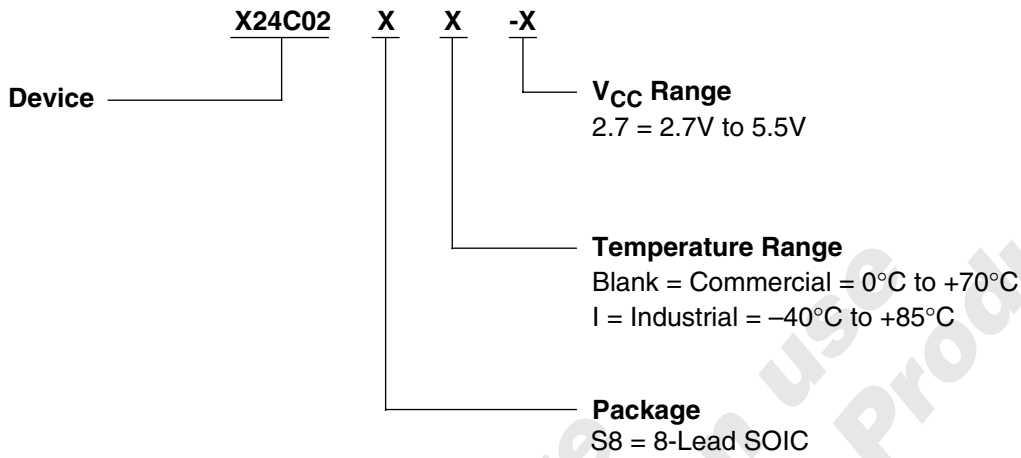 X24C02 X X -X
Device
VCC Range
2.7 = 2.7V to 5.5V
Temperature Range
Blank = Commercial = 0°C to +70°C
I = Industrial = –40°C to +85°C
Package
S8 = 8-Lead SOIC
use